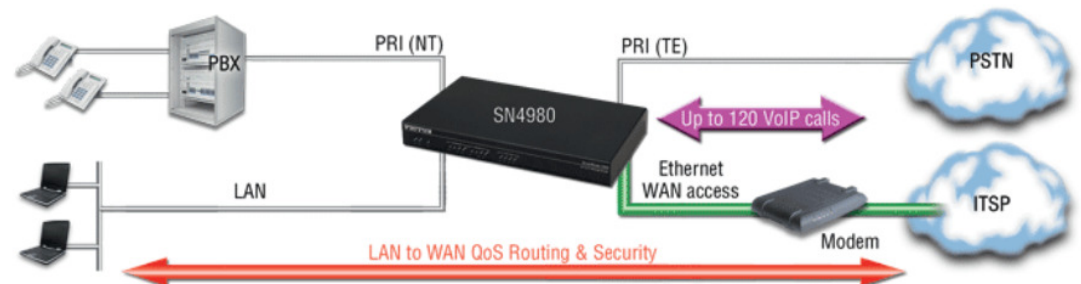 PRI (NT)
PRI (TE)
PBX
PSTN
SN4980
Up to 120 VoIP calls
Ethernet
WAN access
LAN
ITSP
Modem
LAN to WAN QoS Routing & Security